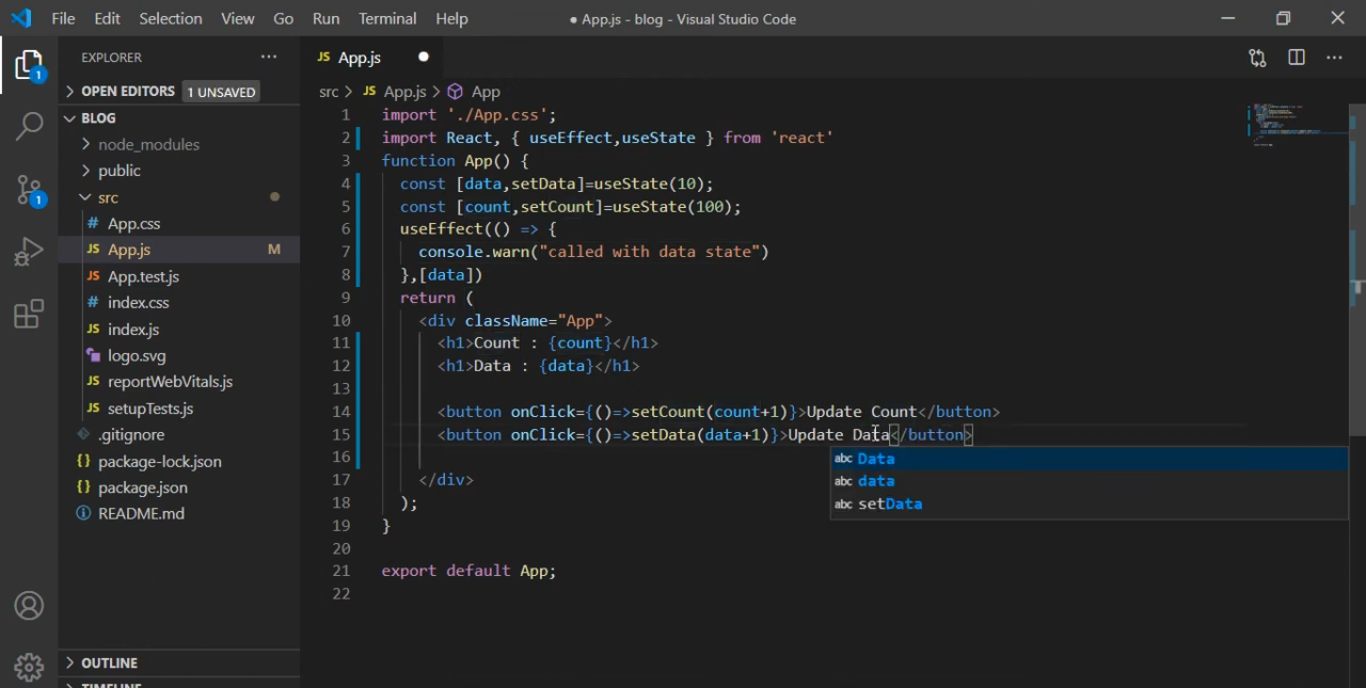 File Edit Selection View Go Run Terminal Help ● App.js - blog - Visual Studio Code
EXPLORER ···
JS App.js ●
> OPEN EDITORS 1 UNSAVED
src > JS App.js > App
BLOG
> node_modules
> public
src
# App.css
JS App.js M
JS App.test.js
# index.css
JS index.js
logo.svg
JS reportWebVitals.js
JS setupTests.js
.gitignore
{} package-lock.json
{} package.json
README.md
> OUTLINE
> TIMELINE
1
1
1 import './App.css';
2 import React, { useEffect,useState } from 'react'
3 function App() {
4 const [data,setData]=useState(10);
5 const [count,setCount]=useState(100);
6 useEffect(() => {
7 console.warn("called with data state")
8 },[data])
9 return (
10 <div className="App">
11 <h1>Count : {count}</h1>
12 <h1>Data : {data}</h1>
13
14 <button onClick={()=>setCount(count+1)}>Update Count</button>
15 <button onClick={()=>setData(data+1)}>Update Data</button>
16
17 </div>
18 );
19 }
20
21 export default App;
22
abc Data
abc data
abc setData